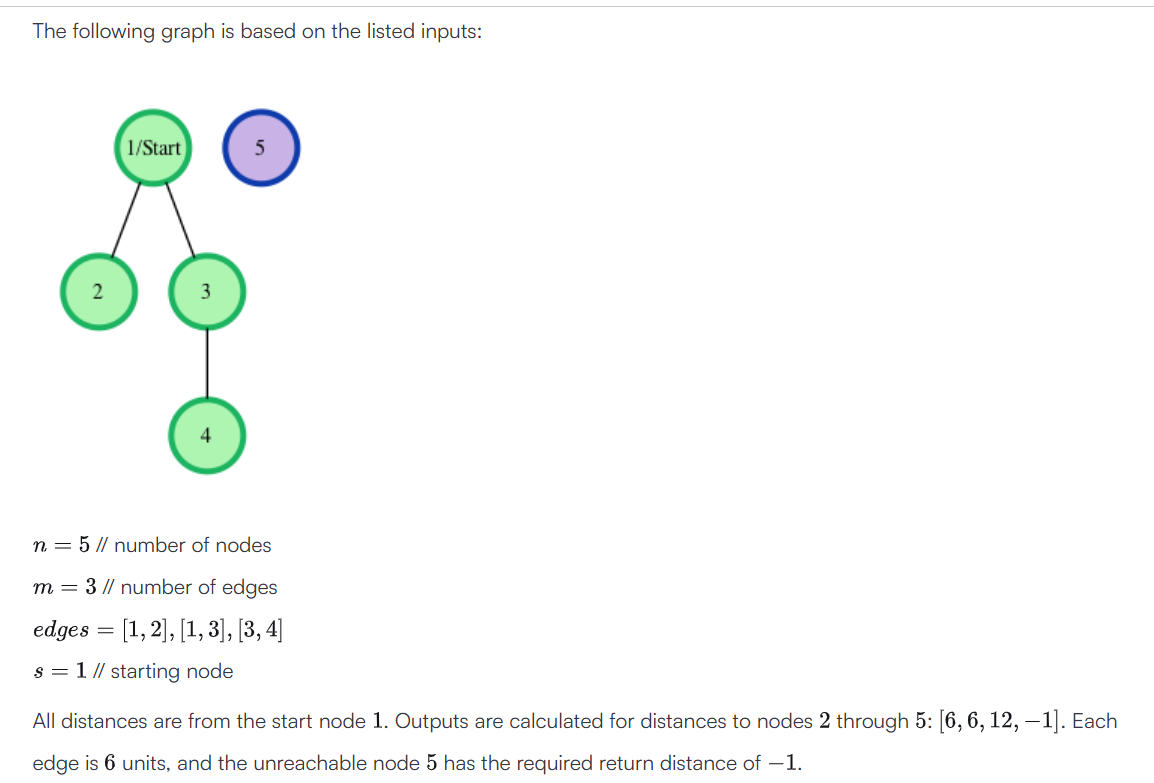 The following graph is based on the listed inputs:
1/Start 5
2 3
4
n = 5 // number of nodes
m = 3 // number of edges
edges = [1, 2], [1, 3], [3, 4]
s = 1 // starting node
All distances are from the start node 1. Outputs are calculated for distances to nodes 2 through 5: [6, 6, 12, −1]. Each
edge is 6 units, and the unreachable node 5 has the required return distance of −1.